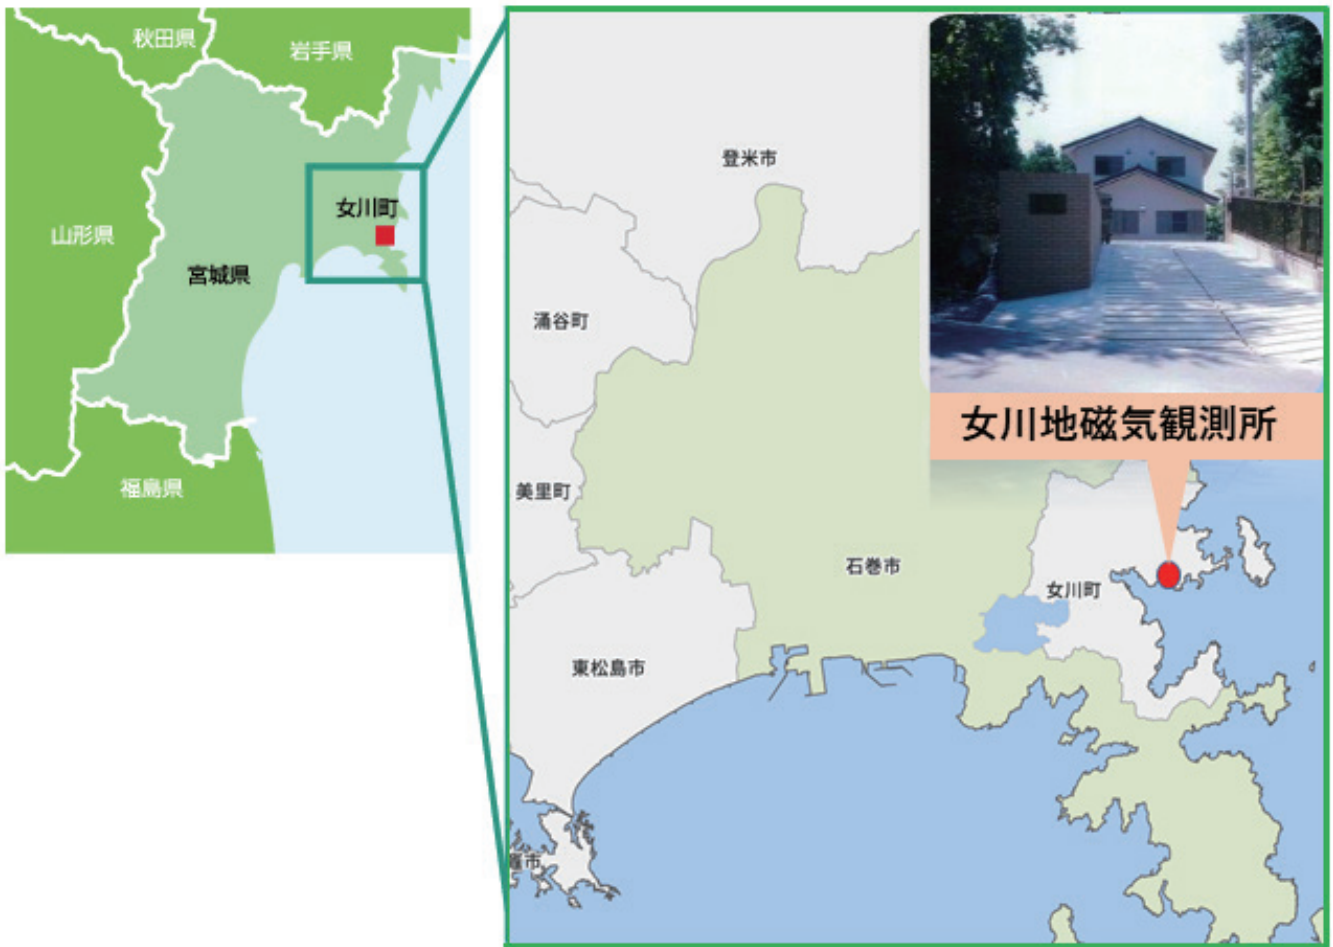 秋田県
岩手県
山形県
女川町
宮城県
福島県
登米市
涌谷町
美里町
石巻市
東松島市
女川町
女川地磁気観測所
市